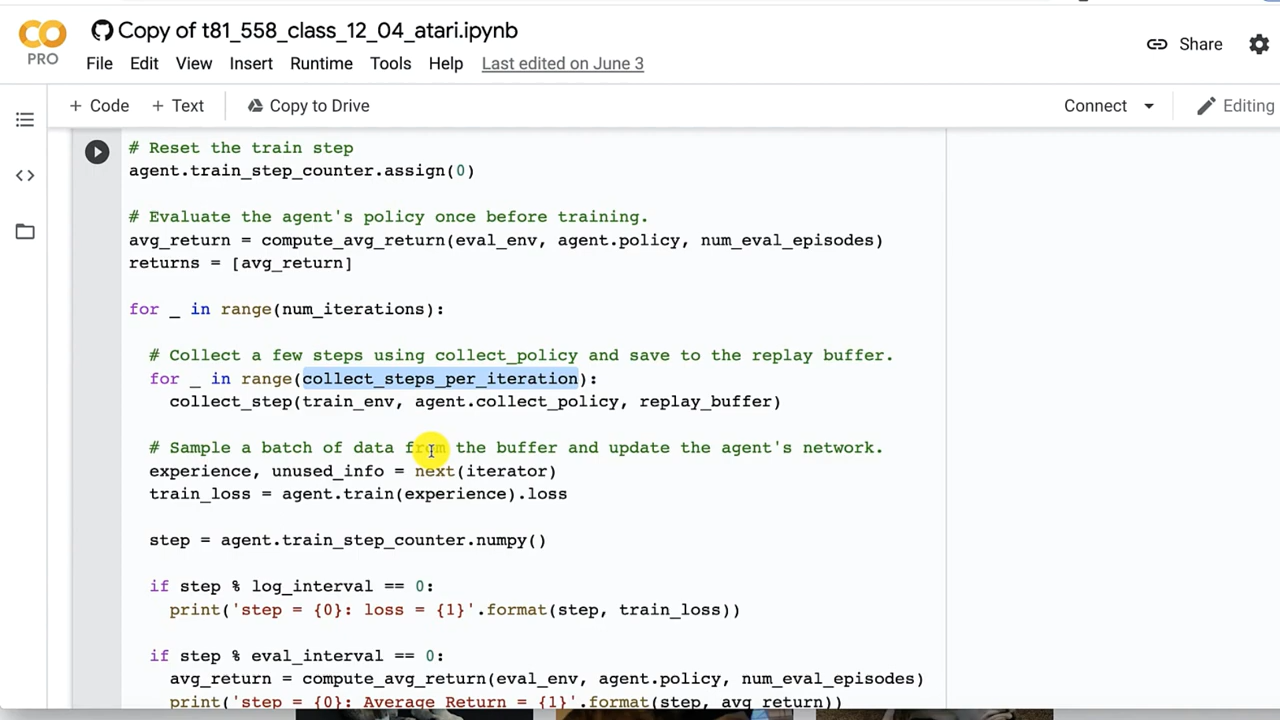 Copy of t81_558_class_12_04_atari.ipynb
PRO
File Edit View Insert Runtime Tools Help Last edited on June 3
Share
+ Code + Text Copy to Drive
Connect
Editing
# Reset the train step
agent.train_step_counter.assign(0)
# Evaluate the agent's policy once before training.
avg_return = compute_avg_return(eval_env, agent.policy, num_eval_episodes)
returns = [avg_return]
for _ in range(num_iterations):
# Collect a few steps using collect_policy and save to the replay buffer.
for _ in range(collect_steps_per_iteration):
collect_step(train_env, agent.collect_policy, replay_buffer)
# Sample a batch of data from the buffer and update the agent's network.
experience, unused_info = next(iterator)
train_loss = agent.train(experience).loss
step = agent.train_step_counter.numpy()
if step % log_interval == 0:
print('step = {0}: loss = {1}'.format(step, train_loss))
if step % eval_interval == 0:
avg_return = compute_avg_return(eval_env, agent.policy, num_eval_episodes)
print('step = {0}: Average Return = {1}'.format(step, avg_return))